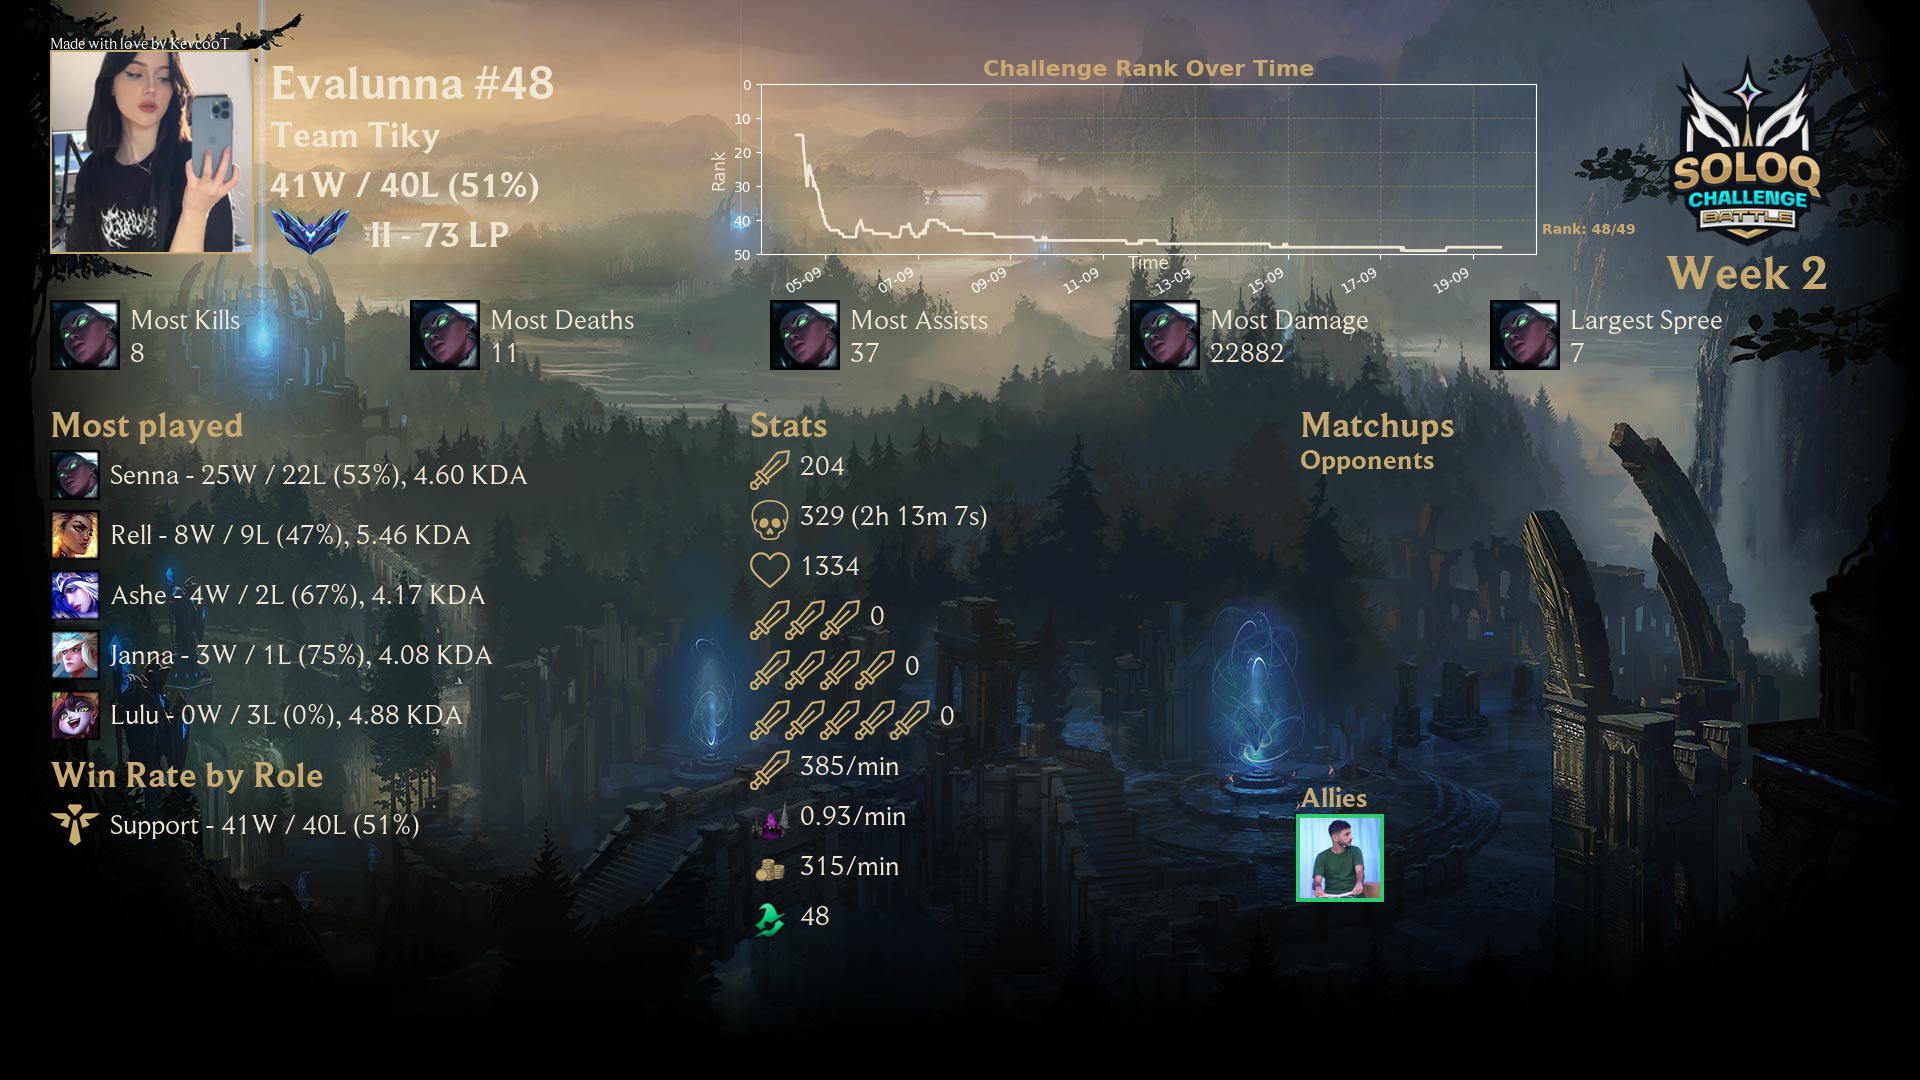 Made with love by KevcooT
Evalunna #48
Team Tiky
41W / 40L (51%)
II - 73 LP
Challenge Rank Over Time
Rank
0
10
20
30
40
50
05-09
07-09
09-09
11-09
13-09
15-09
17-09
19-09
Time
Rank: 48/49
SOLOQ
CHALLENGE
BATTLE
Week 2
Most Kills
8
Most Deaths
11
Most Assists
37
Most Damage
22882
Largest Spree
7
Most played
Senna - 25W / 22L (53%), 4.60 KDA
Rell - 8W / 9L (47%), 5.46 KDA
Ashe - 4W / 2L (67%), 4.17 KDA
Janna - 3W / 1L (75%), 4.08 KDA
Lulu - 0W / 3L (0%), 4.88 KDA
Win Rate by Role
Support - 41W / 40L (51%)
Stats
204
329 (2h 13m 7s)
1334
0
0
0
385/min
0.93/min
315/min
48
Matchups
Opponents
Allies